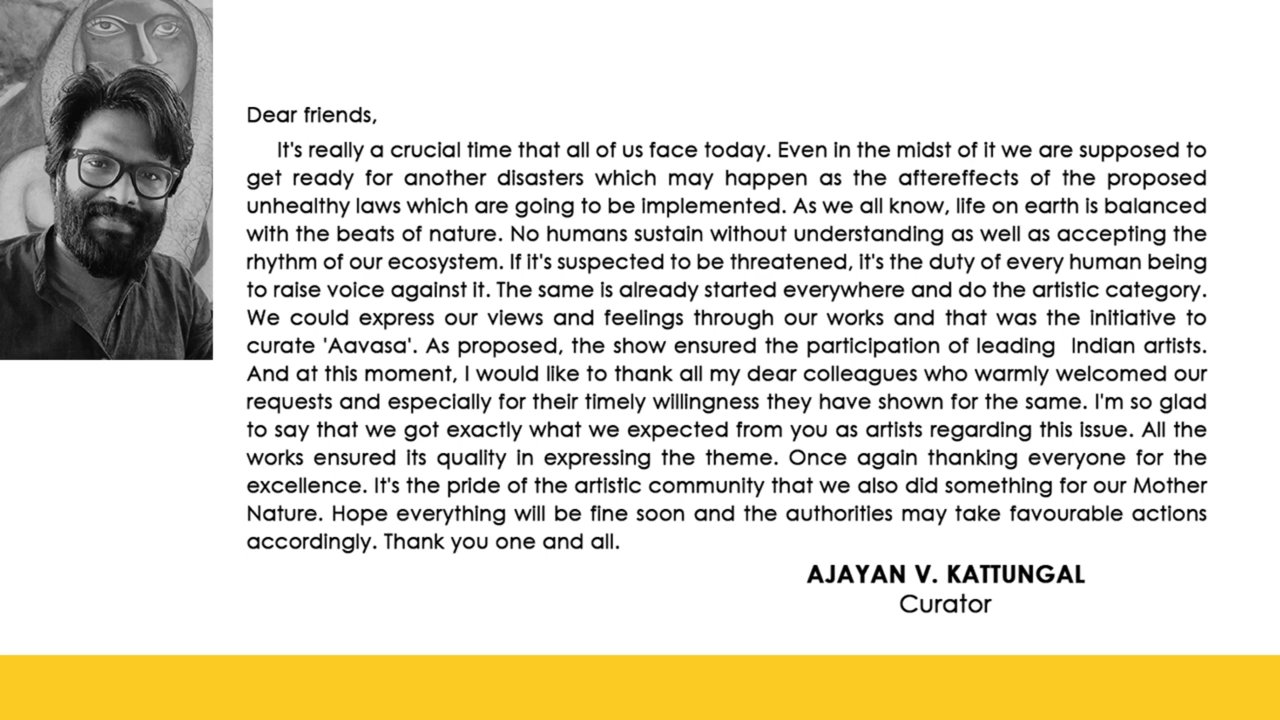 Dear friends,
It's really a crucial time that all of us face today. Even in the midst of it we are supposed to
get ready for another disasters which may happen as the aftereffects of the proposed
unhealthy laws which are going to be implemented. As we all know, life on earth is balanced
with the beats of nature. No humans sustain without understanding as well as accepting the
rhythm of our ecosystem. If it's suspected to be threatened, it's the duty of every human being
to raise voice against it. The same is already started everywhere and do the artistic category.
We could express our views and feelings through our works and that was the initiative to
curate 'Aavasa'. As proposed, the show ensured the participation of leading  Indian artists.
And at this moment, I would like to thank all my dear colleagues who warmly welcomed our
requests and especially for their timely willingness they have shown for the same. I'm so glad
to say that we got exactly what we expected from you as artists regarding this issue. All the
works ensured its quality in expressing the theme. Once again thanking everyone for the
excellence. It's the pride of the artistic community that we also did something for our Mother
Nature. Hope everything will be fine soon and the authorities may take favourable actions
accordingly. Thank you one and all.
AJAYAN V. KATTUNGAL
Curator